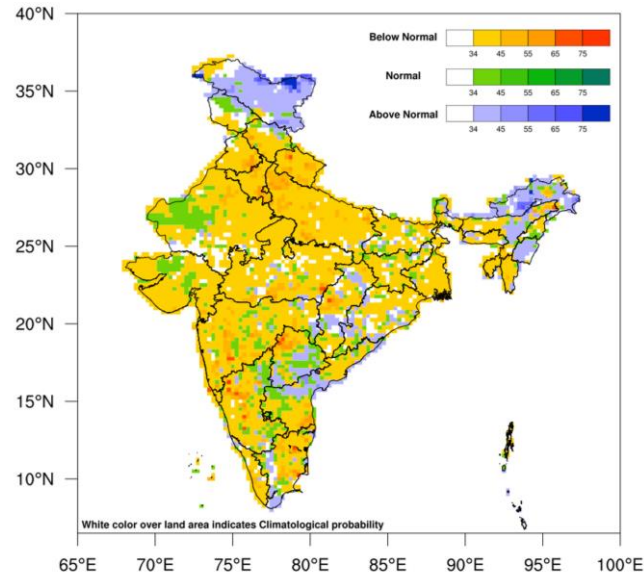 40°N
Below Normal
34 45 55 65 75
35°N
Normal
34 45 55 65 75
Above Normal
34 45 55 65 75
30°N
25°N
20°N
15°N
10°N
White color over land area indicates Climatological probability
65°E 70°E 75°E 80°E 85°E 90°E 95°E 100°E